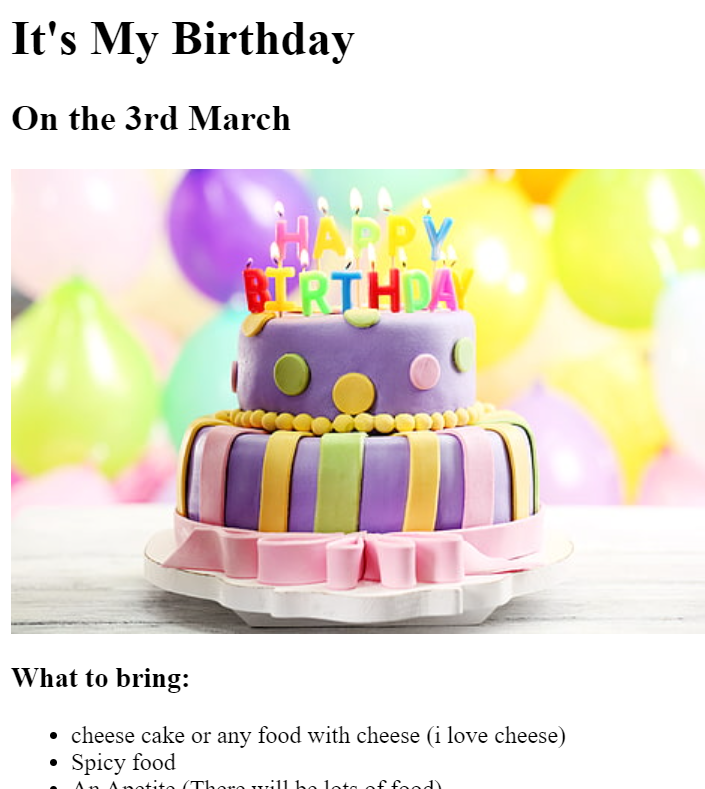 It's My Birthday
On the 3rd March
HAPPY
BIRTHDAY
What to bring:
cheese cake or any food with cheese (i love cheese)
Spicy food
An Apetite (There will be lots of food)